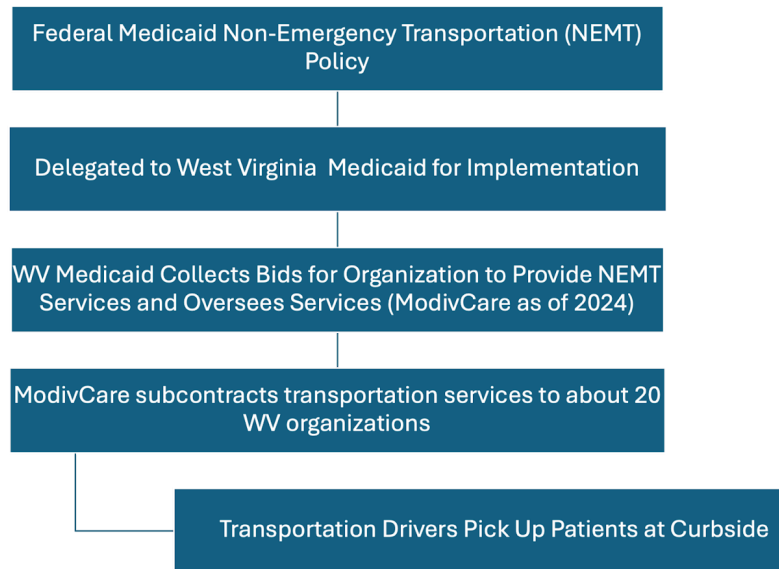 Federal Medicaid Non-Emergency Transportation (NEMT)
Policy
Delegated to West Virginia  Medicaid for Implementation
WV Medicaid Collects Bids for Organization to Provide NEMT
Services and Oversees Services (ModivCare as of 2024)
ModivCare subcontracts transportation services to about 20
WV organizations
Transportation Drivers Pick Up Patients at Curbside